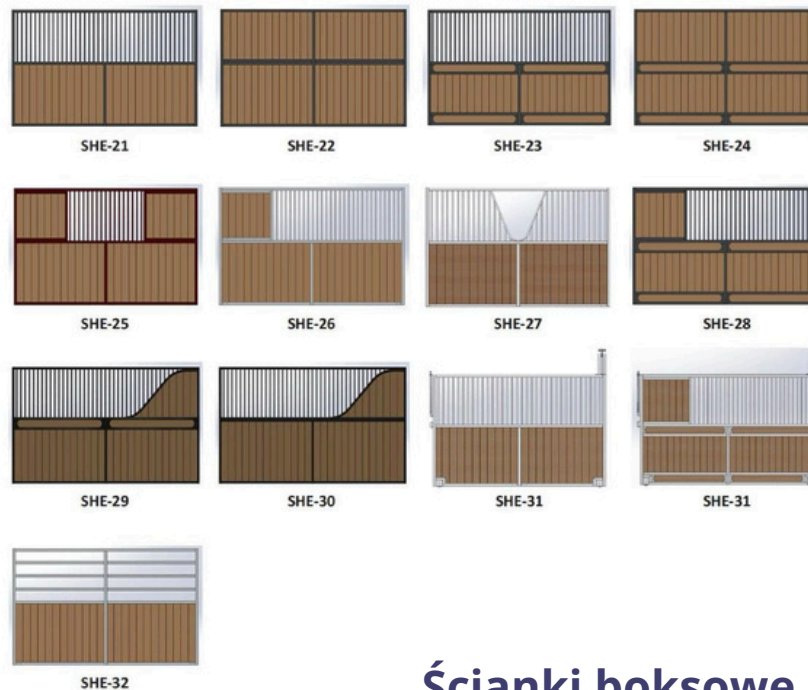 SHE-21 SHE-22 SHE-23 SHE-24
SHE-25 SHE-26 SHE-27 SHE-28
SHE-29 SHE-30 SHE-31 SHE-31
SHE-32
Ścianki boksowe